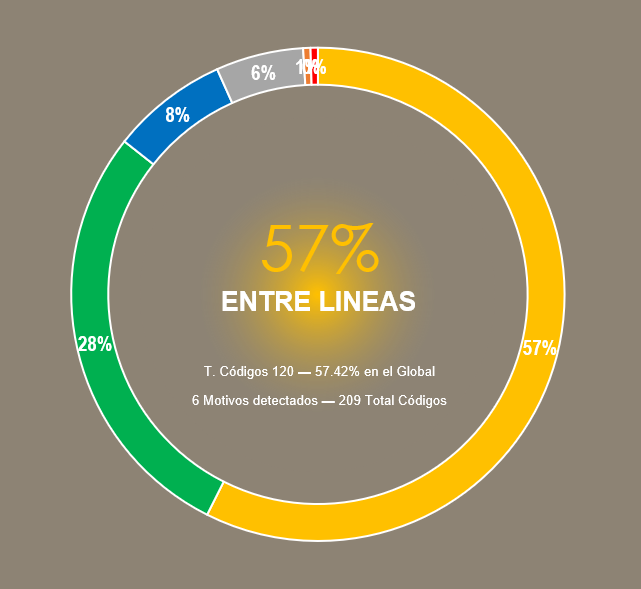 6%
8%
57%
ENTRE LINEAS
28%
57%
T. Códigos 120 — 57.42% en el Global
6 Motivos detectados — 209 Total Códigos